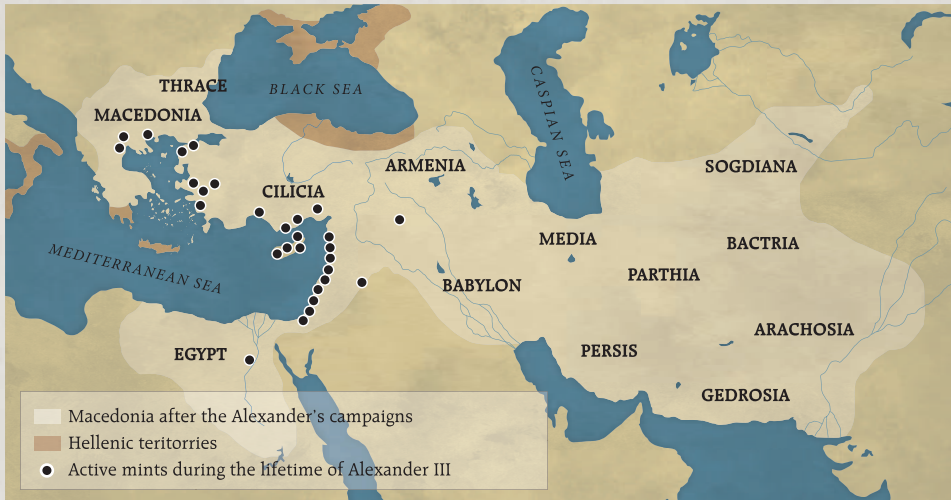 THRACE
BLACK SEA
CASPIAN SEA
MACEDONIA
ARMENIA
SOGDIANA
CILICIA
MEDIA
BACTRIA
MEDITERRANEAN SEA
PARTHIA
BABYLON
ARACHOSIA
EGYPT
PERSIS
GEDROSIA
Macedonia after the Alexander's campaigns
Hellenic teritorries
Active mints during the lifetime of Alexander III